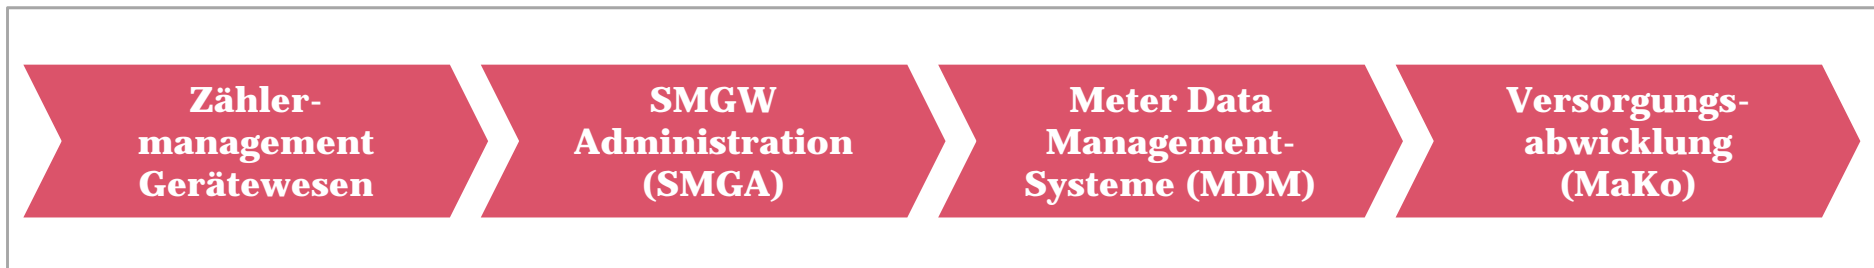 Zähler-
management
Gerätewesen
SMGW
Administration
(SMGA)
Meter Data
Management-
Systeme (MDM)
Versorgungs-
abwicklung
(MaKo)